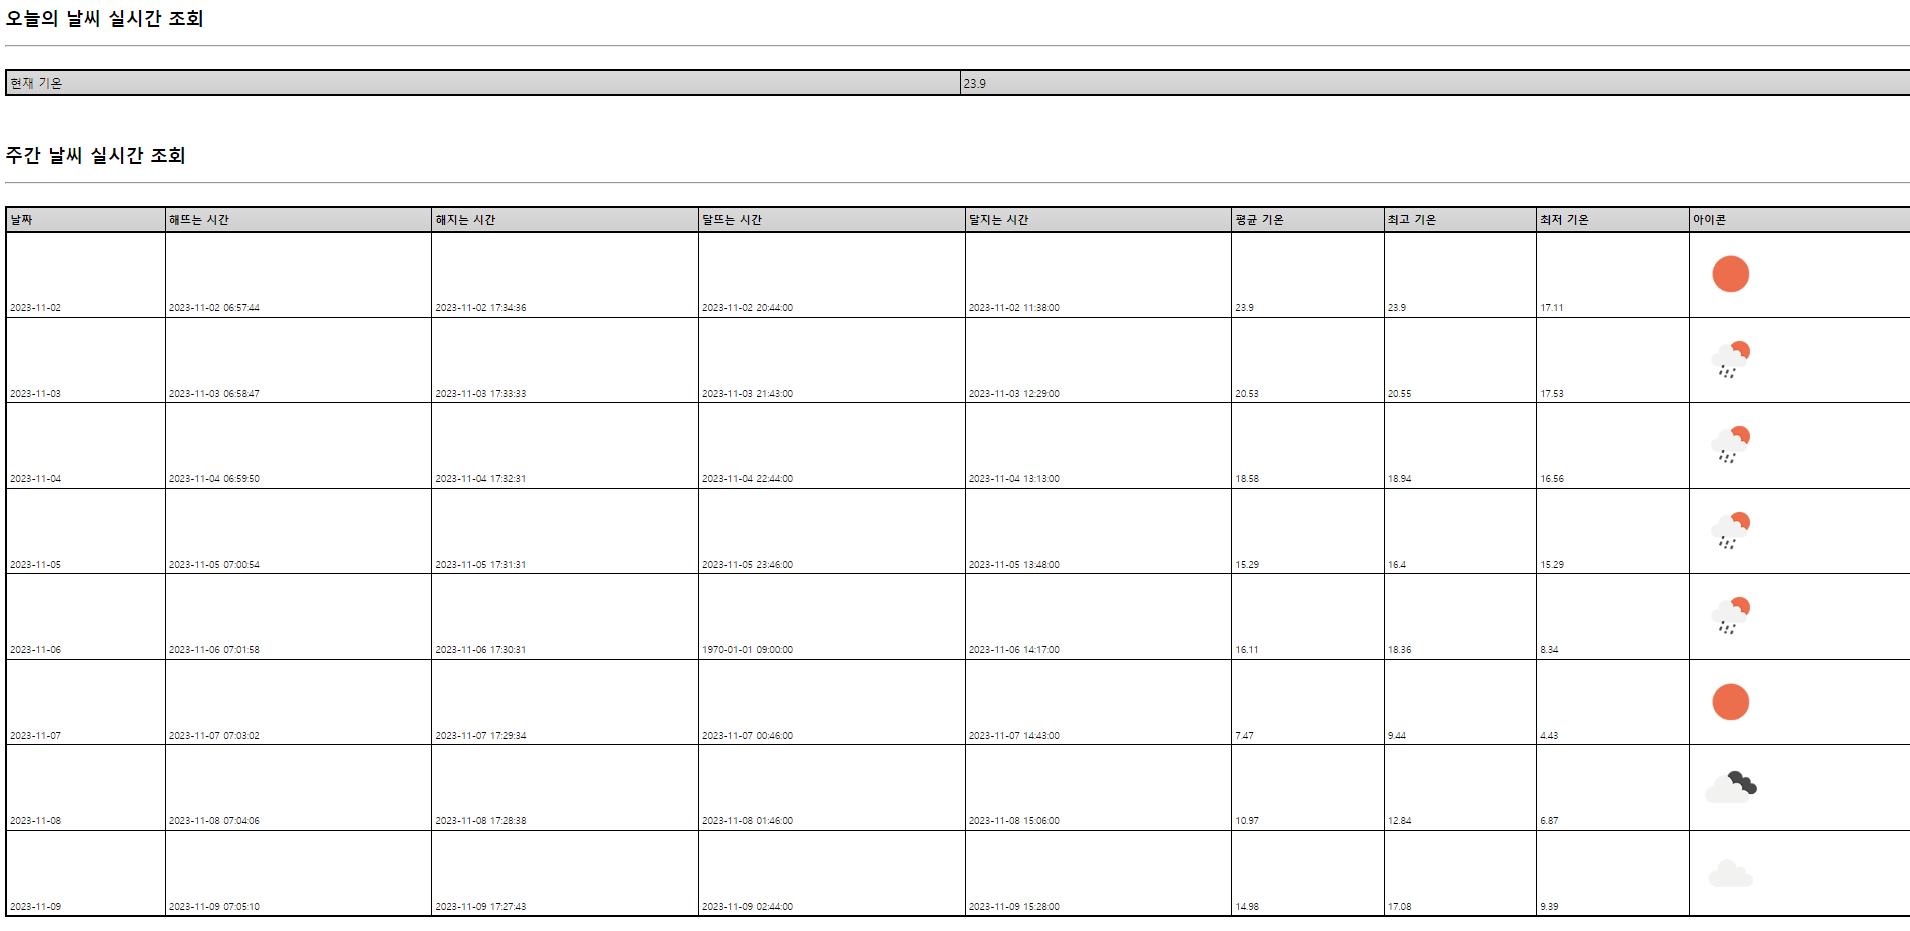 오늘의 날씨 실시간 조회
현재 기온 23.9
주간 날씨 실시간 조회
날짜 해뜨는 시간 해지는 시간 달뜨는 시간 달지는 시간 평균 기온 최고 기온 최저 기온 아이콘
2023-11-02 2023-11-02 06:57:44 2023-11-02 17:34:36 2023-11-02 20:44:00 2023-11-02 11:38:00 23.9 23.9 17.11
2023-11-03 2023-11-03 06:58:47 2023-11-03 17:33:33 2023-11-03 21:43:00 2023-11-03 12:29:00 20.53 20.55 17.53
2023-11-04 2023-11-04 06:59:50 2023-11-04 17:32:31 2023-11-04 22:44:00 2023-11-04 13:13:00 18.58 18.94 16.56
2023-11-05 2023-11-05 07:00:54 2023-11-05 17:31:31 2023-11-05 23:46:00 2023-11-05 13:48:00 15.29 16.4 15.29
2023-11-06 2023-11-06 07:01:58 2023-11-06 17:30:31 1970-01-01 09:00:00 2023-11-06 14:17:00 16.11 18.36 8.34
2023-11-07 2023-11-07 07:03:02 2023-11-07 17:29:34 2023-11-07 00:46:00 2023-11-07 14:43:00 7.47 9.44 4.43
2023-11-08 2023-11-08 07:04:06 2023-11-08 17:28:38 2023-11-08 01:46:00 2023-11-08 15:06:00 10.97 12.84 6.87
2023-11-09 2023-11-09 07:05:10 2023-11-09 17:27:43 2023-11-09 02:44:00 2023-11-09 15:28:00 14.98 17.08 9.39